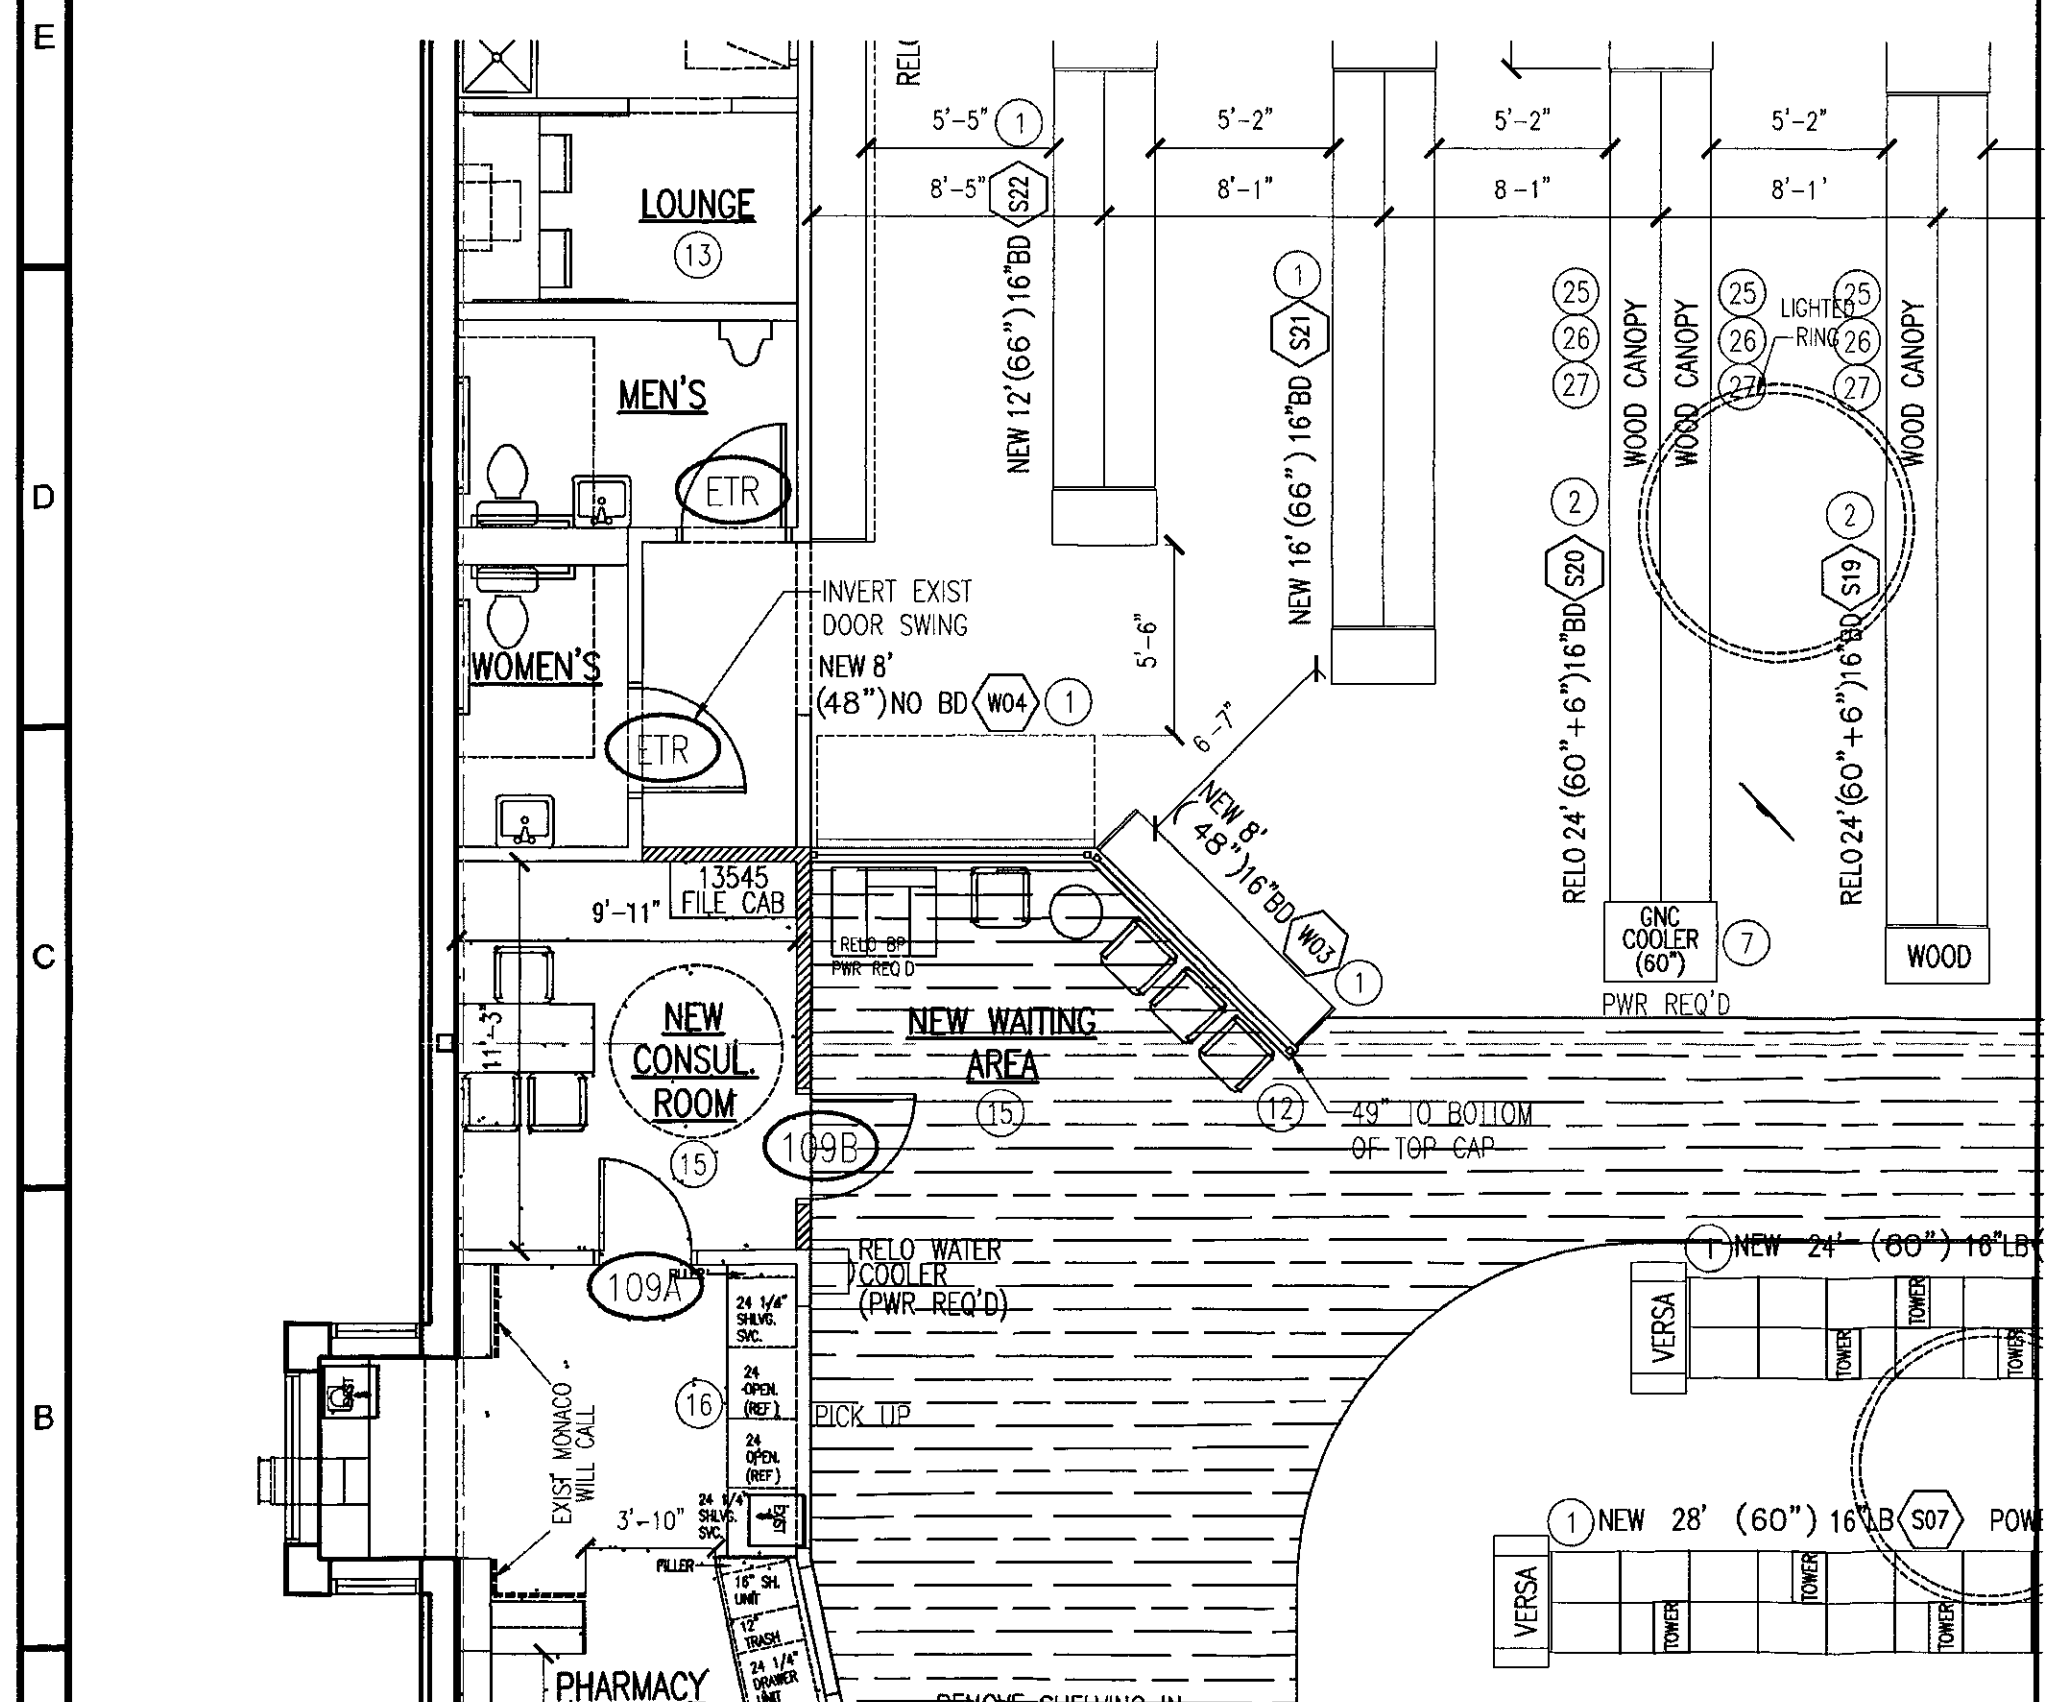 E
D
C
B
LOUNGE
13
MEN'S
ETR
WOMEN'S
ETR
INVERT EXIST
DOOR SWING
NEW 8'
(48") NO BD W04 1
5'-5" 1
5'-2"
5'-2"
5'-2"
8'-5"
8'-1"
8-1"
8'-1'
S22
NEW 12' (66") 16"BD
1
S21
NEW 16' (66") 16"BD
25
26
27
WOOD CANOPY
WOOD CANOPY
25
26
27
LIGHTED
RING
25
26
27
WOOD CANOPY
2
S20
RELO 24' (60"+6")16"BD
2
S19
RELO 24' (60"+6")16"BD
5'-6"
6-7"
NEW 8'
(48")16"BD
W03
1
GNC
COOLER
(60")
7
PWR REQ'D
WOOD
13545
FILE CAB
9'-11"
11'-3"
RELO BP
PWR REQ D
NEW
CONSUL.
ROOM
15
NEW WAITING
AREA
15
12
49" TO BOTTOM
OF TOP CAP
109B
109A
FILLER
RELO WATER
COOLER
(PWR REQ'D)
24 1/4"
SHLVG.
SVC.
24
OPEN.
(REF)
24
OPEN.
(REF)
16
PICK UP
EXIST
EXIST MONACO
WILL CALL
3'-10"
24 1/4"
SHLVG.
SVC.
EXIST
FILLER
16" SH.
UNIT
12"
TRASH
24 1/4"
DRAWER
UNIT
PHARMACY
REMOVE SHELVING IN
1 NEW 24' (60") 16"LB
VERSA
TOWER
TOWER
TOWER
1 NEW 28' (60") 16"LB S07
VERSA
TOWER
TOWER
TOWER